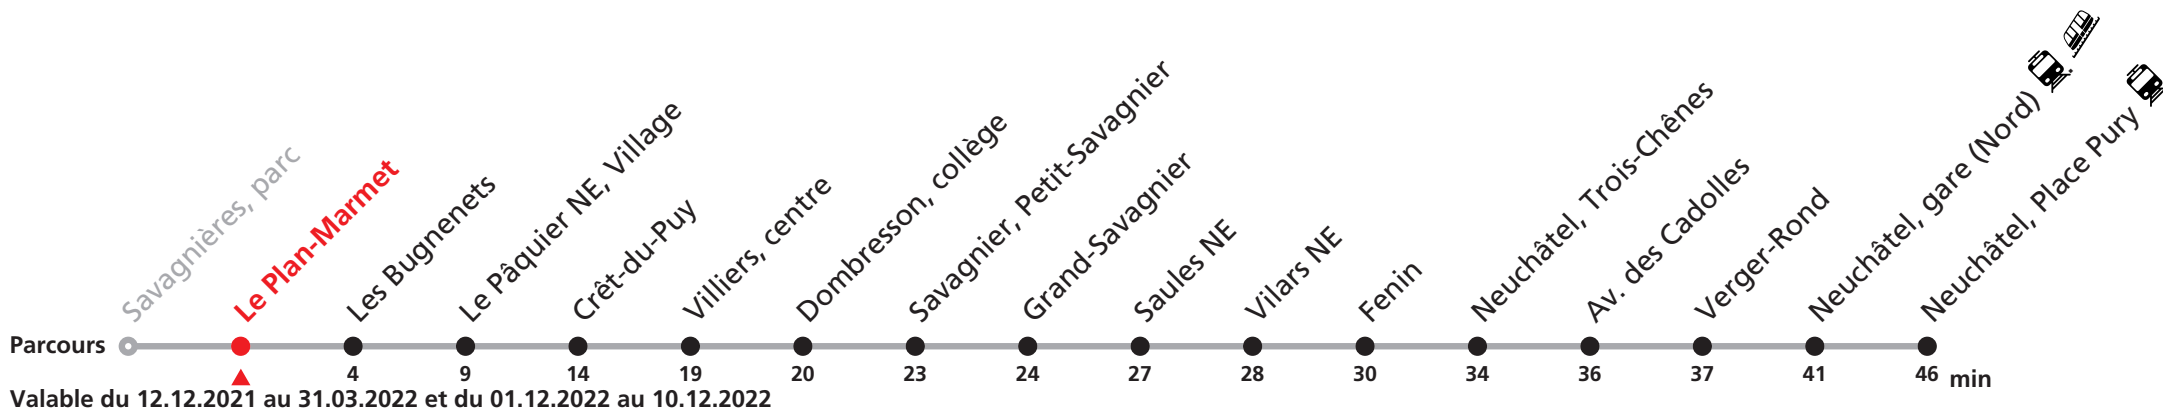 Savagnières, parc
Le Plan-Marmet
Les Bugnenets
Le Pâquier NE, Village
Crêt-du-Puy
Villiers, centre
Dombresson, collège
Savagnier, Petit-Savagnier
Grand-Savagnier
Saules NE
Vilars NE
Fenin
Neuchâtel, Trois-Chênes
Av. des Cadolles
Verger-Rond
Neuchâtel, gare (Nord)
Neuchâtel, Place Pury
Parcours
4 9 14 19 20 23 24 27 28 30 34 36 37 41 46 min
Valable du 12.12.2021 au 31.03.2022 et du 01.12.2022 au 10.12.2022